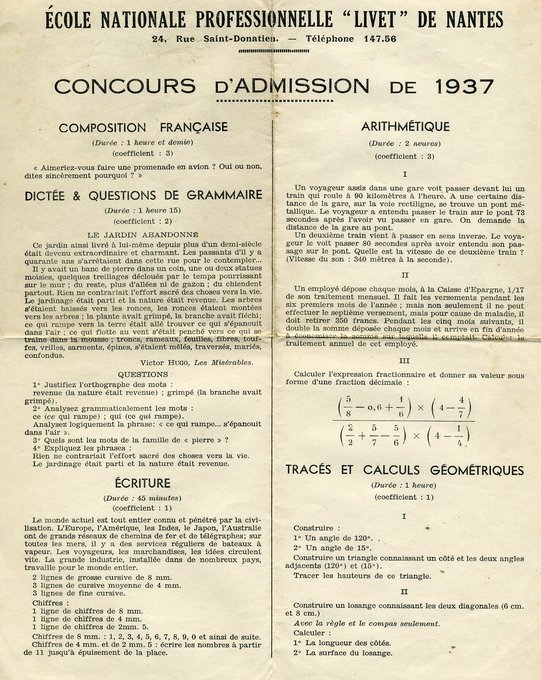 ÉCOLE NATIONALE PROFESSIONNELLE "LIVET" DE NANTES
24, Rue Saint-Donatien. — Téléphone 147.56
CONCOURS D'ADMISSION DE 1937
COMPOSITION FRANÇAISE
(Durée : 1 heure et demie)
(coefficient : 3)
« Aimeriez-vous faire une promenade en avion ? Oui ou non,
dites sincèrement pourquoi ? »
DICTÉE & QUESTIONS DE GRAMMAIRE
(Durée : 1 heure 15)
(coefficient : 2)
LE JARDIN ABANDONNÉ
Ce jardin ainsi livré à lui-même depuis plus d'un demi-siècle
était devenu extraordinaire et charmant. Les passants d'il y a
quarante ans s'arrêtaient dans cette rue pour le contempler...
Il y avait un banc de pierre dans un coin, une ou deux statues
moisies, quelques treillages décloués par le temps pourrissant
sur le mur ; du reste, plus d'allées ni de gazon ; du chiendent
partout. Rien ne contrariait l'effort sacré des choses vers la vie.
Le jardinage était parti et la nature était revenue. Les arbres
s'étaient baissés vers les ronces, les ronces étaient montées
vers les arbres ; la plante avait grimpé, la branche avait fléchi ;
ce qui rampe vers la terre était allé trouver ce qui s'épanouit
dans l'air ; ce qui flotte au vent s'était penché vers ce qui se
traîne dans la mousse ; troncs, rameaux, feuilles, fibres, touf-
fes, vrilles, sarments, épines, s'étaient mêlés, traversés, mariés,
confondus.
Victor HUGO, Les Misérables.
QUESTIONS
1° Justifiez l'orthographe des mots :
revenue (la nature était revenue) ; grimpé (la branche avait
grimpé).
2° Analysez grammaticalement les mots :
ce (ce qui rampe) ; qui (ce qui rampe).
Analysez logiquement la phrase: « ce qui rampe... s'épanouit
dans l'air ».
3° Quels sont les mots de la famille de « pierre » ?
4° Expliquez les phrases :
Rien ne contrariait l'effort sacré des choses vers la vie.
Le jardinage était parti et la nature était revenue.
ÉCRITURE
(Durée : 45 minutes)
(coefficient : 1)
Le monde actuel est tout entier connu et pénétré par la civi-
lisation. L'Europe, l'Amérique, les Indes, le Japon, l'Australie
ont de grands réseaux de chemins de fer et de télégraphes; sur
toutes les mers, il y a des services réguliers de bateaux à
vapeur. Les voyageurs, les marchandises, les idées circulent
vite. La grande industrie, installée dans de nombreux pays,
travaille pour le monde entier.
2 lignes de grosse cursive de 8 mm.
3 lignes de cursive moyenne de 4 mm.
3 lignes de fine cursive.
Chiffres :
1 ligne de chiffres de 8 mm.
1 ligne de chiffres de 4 mm.
1 ligne de chiffres de 2mm. 5.
Chiffres de 8 mm. : 1, 2, 3, 4, 5, 6, 7, 8, 9, 0 et ainsi de suite.
Chiffres de 4 mm. et de 2 mm. 5 : écrire les nombres à partir
de 11 jusqu'à épuisement de la place.
ARITHMÉTIQUE
(Durée : 2 heures)
(coefficient : 3)
I
Un voyageur assis dans une gare voit passer devant lui un
train qui roule à 90 kilomètres à l'heure. A une certaine dis-
tance de la gare, sur la voie rectiligne, se trouve un pont mé-
tallique. Le voyageur a entendu passer le train sur le pont 73
secondes après l'avoir vu passer en gare. On demande la
distance de la gare au pont.
Un deuxième train vient à passer en sens inverse. Le voya-
geur le voit passer 80 secondes après avoir entendu son pas-
sage sur le pont. Quelle est la vitesse de ce deuxième train ?
(Vitesse du son : 340 mètres à la seconde).
II
Un employé dépose chaque mois, à la Caisse d'Epargne, 1/17
de son traitement mensuel. Il fait les versements pendant les
six premiers mois de l'année ; mais non seulement il ne peut
effectuer le septième versement, mais pour cause de maladie, il
doit retirer 350 francs. Pendant les cinq mois suivants, il
double la somme déposée chaque mois et arrive en fin d'année
à économiser la somme sur laquelle il comptait. Calculer le
traitement annuel de cet employé.
III
Calculer l'expression fractionnaire et donner sa valeur sous
forme d'une fraction décimale :
(5/8 — 0,6 + 1/6) × (4 — 4/7)
(2/2 + 5/7 — 5/6) × (4 — 1/4)
TRACÉS ET CALCULS GÉOMÉTRIQUES
(Durée : 1 heure)
(coefficient : 1)
I
Construire :
1° Un angle de 120°.
2° Un angle de 15°.
Construire un triangle connaissant un côté et les deux angles
adjacents (120°) et (15°).
Tracer les hauteurs de ce triangle.
II
Construire un losange connaissant les deux diagonales (6 cm.
et 8 cm.)
Avec la règle et le compas seulement.
Calculer :
1° La longueur des côtés.
2° La surface du losange.